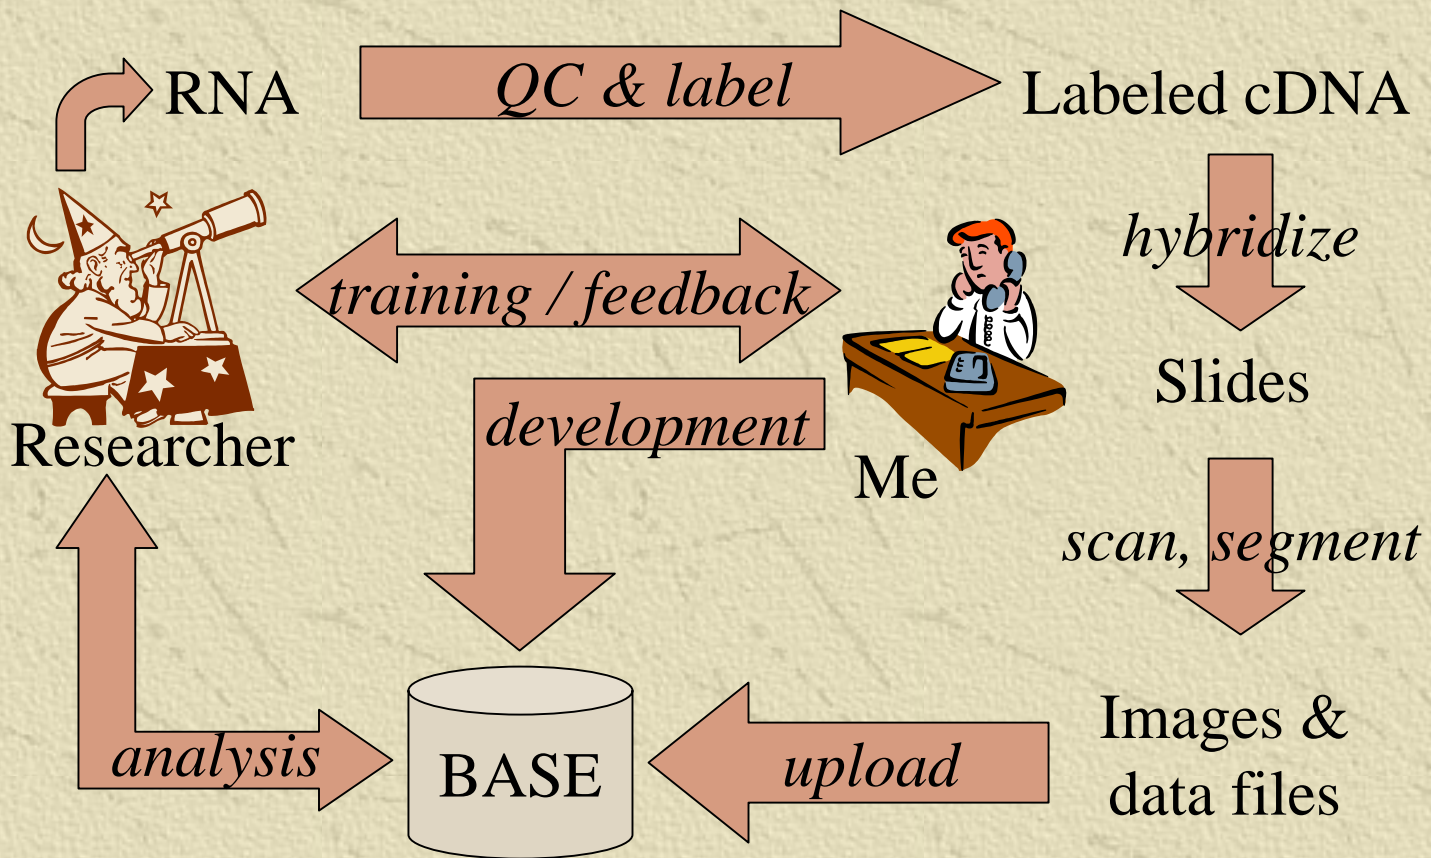 RNA
QC & label
Labeled cDNA
hybridize
training / feedback
Slides
development
Researcher
Me
scan, segment
Images &
data files
analysis
BASE
upload